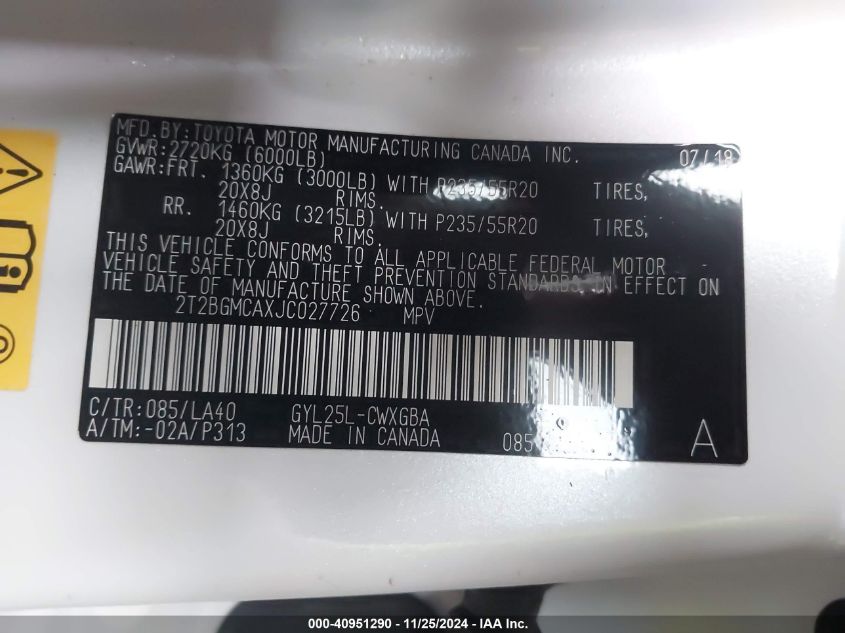 MFD. BY: TOYOTA MOTOR MANUFACTURING CANADA INC. 07/18
GVWR: 2720KG (6000LB)
GAWR: FRT. 1360KG (3000LB) WITH P235/55R20 TIRES,
20X8J RIMS.
RR. 1460KG (3215LB) WITH P235/55R20 TIRES,
20X8J RIMS.
THIS VEHICLE CONFORMS TO ALL APPLICABLE FEDERAL MOTOR
VEHICLE SAFETY AND THEFT PREVENTION STANDARDS IN EFFECT ON
THE DATE OF MANUFACTURE SHOWN ABOVE.
2T2BGMCAXJC027726 MPV
C/TR: 085/LA40 GYL25L-CWXGBA
A/TM: -02A/P313 MADE IN CANADA 085 A
000-40951290 - 11/25/2024 - IAA Inc.